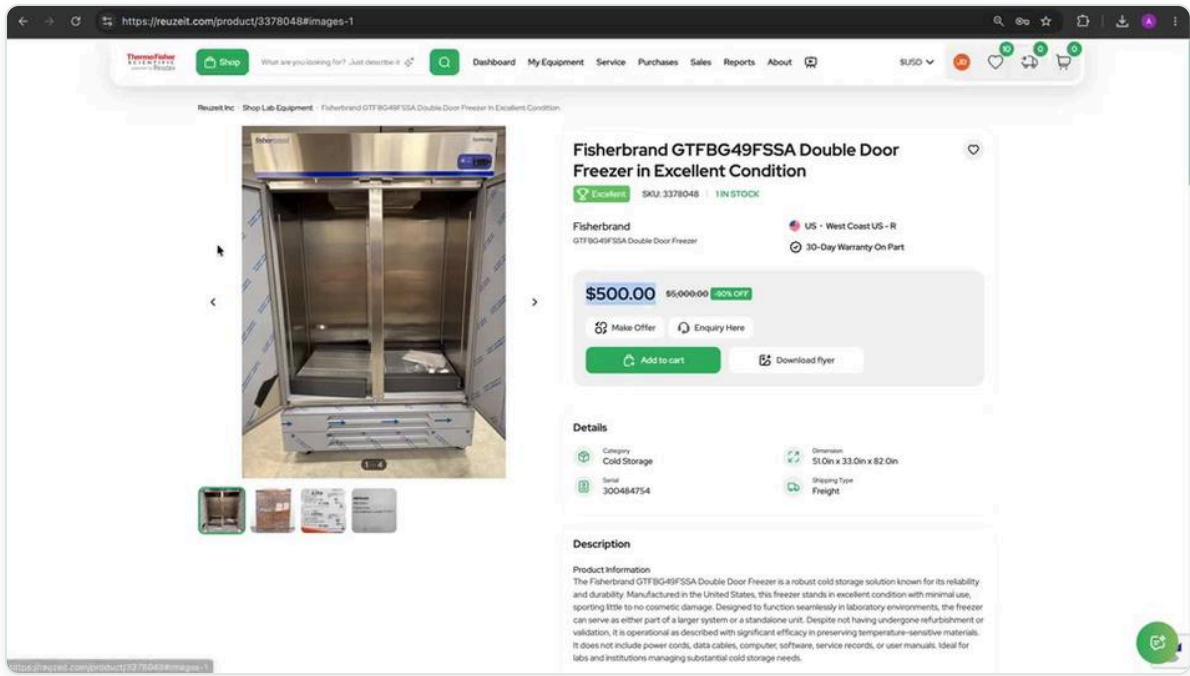 https://reuzeit.com/product/3378048#images-1
ThermoFisher
SCIENTIFIC
Shop
What are you looking for? Just describe it
Dashboard
My Equipment
Service
Purchases
Sales
Reports
About
$USD
JD
10
0
0
Reuzeit Inc
Shop Lab Equipment
Fisherbrand GTFBG49FSSA Double Door Freezer in Excellent Condition
fisherbrand
Fisherbrand GTFBG49FSSA Double Door
Freezer in Excellent Condition
Excellent
SKU: 3378048
1 IN STOCK
Fisherbrand
GTFBG49FSSA Double Door Freezer
US - West Coast US - R
30-Day Warranty On Part
$500.00 $5,000.00 -90% OFF
Make Offer
Enquiry Here
Add to cart
Download flyer
1 - 4
Details
Category
Cold Storage
Dimension
51.0in x 33.0in x 82.0in
Serial
300484754
Shipping Type
Freight
Description
Product Information
The Fisherbrand GTFBG49FSSA Double Door Freezer is a robust cold storage solution known for its reliability
and durability. Manufactured in the United States, this freezer stands in excellent condition with minimal use,
sporting little to no cosmetic damage. Designed to function seamlessly in laboratory environments, the freezer
can serve as either part of a larger system or a standalone unit. Despite not having undergone refurbishment or
validation, it is operational as described with significant efficacy in preserving temperature-sensitive materials.
It does not include power cords, data cables, computer, software, service records, or user manuals. Ideal for
labs and institutions managing substantial cold storage needs.
https://reuzeit.com/product/3378048#images-1